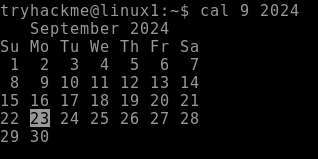 tryhackme@linux1:~$ cal 9 2024
   September 2024
Su Mo Tu We Th Fr Sa
 1  2  3  4  5  6  7
 8  9 10 11 12 13 14
15 16 17 18 19 20 21
22 23 24 25 26 27 28
29 30